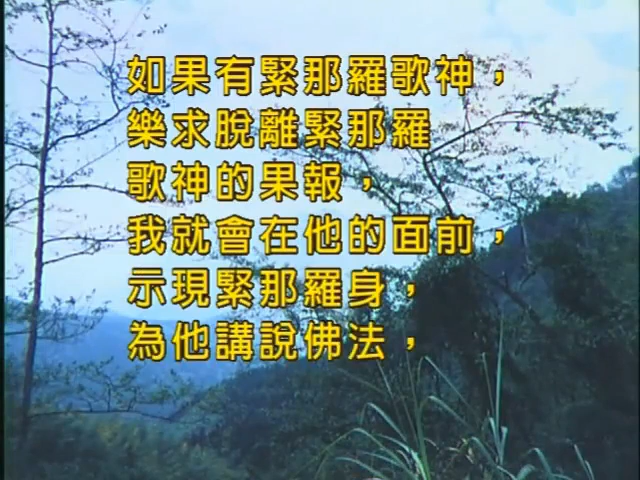 如果有緊那羅歌神，
樂求脫離緊那羅
歌神的果報，
我就會在他的面前，
示現緊那羅身，
為他講說佛法，